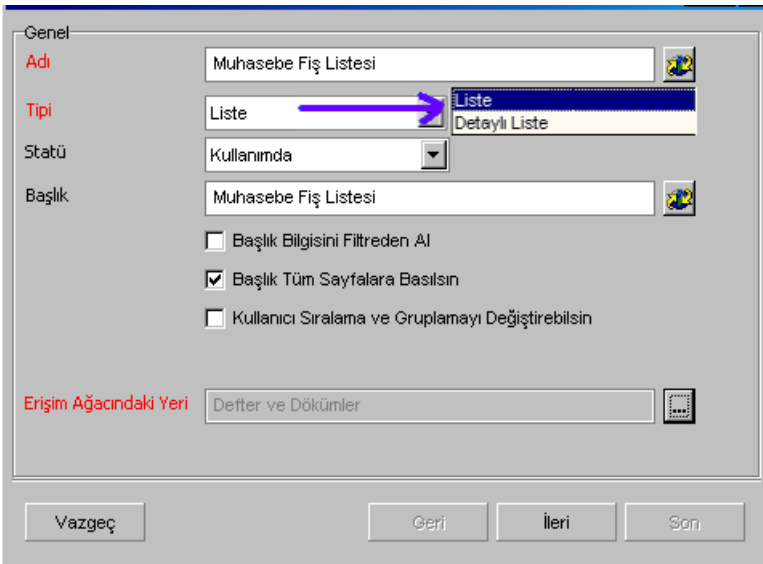 Genel
Adı
Muhasebe Fiş Listesi
Tipi
Liste
Liste
Detaylı Liste
Statü
Kullanımda
Başlık
Muhasebe Fiş Listesi
Başlık Bilgisini Filtreden Al
Başlık Tüm Sayfalara Basılsın
Kullanıcı Sıralama ve Gruplamayı Değiştirebilsin
Erişim Ağacındaki Yeri
Defter ve Dökümler
...
Vazgeç
Geri
İleri
Son